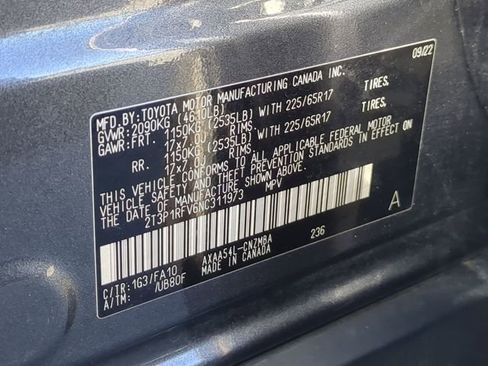 MFD.BY:TOYOTA MOTOR MANUFACTURING CANADA INC. 09/22
GVWR: 2090KG (4610LB)
GAWR:FRT. 1150KG (2535LB) WITH 225/65R17 TIRES.
17x7.0J RIMS
RR. 1150KG (2535LB) WITH 225/65R17 TIRES.
17x7.0J RIMS
THIS VEHICLE CONFORMS TO ALL APPLICABLE FEDERAL MOTOR
VEHICLE SAFETY STANDARDS IN EFFECT ON THE
DATE OF MANUFACTURE SHOWN ABOVE.
2T3P1RFV6NC311973 MPV A
AXAA54L-CNZMBA 236
MADE IN CANADA
C/TR: 1G3/FA10
A/TM: /UB80F